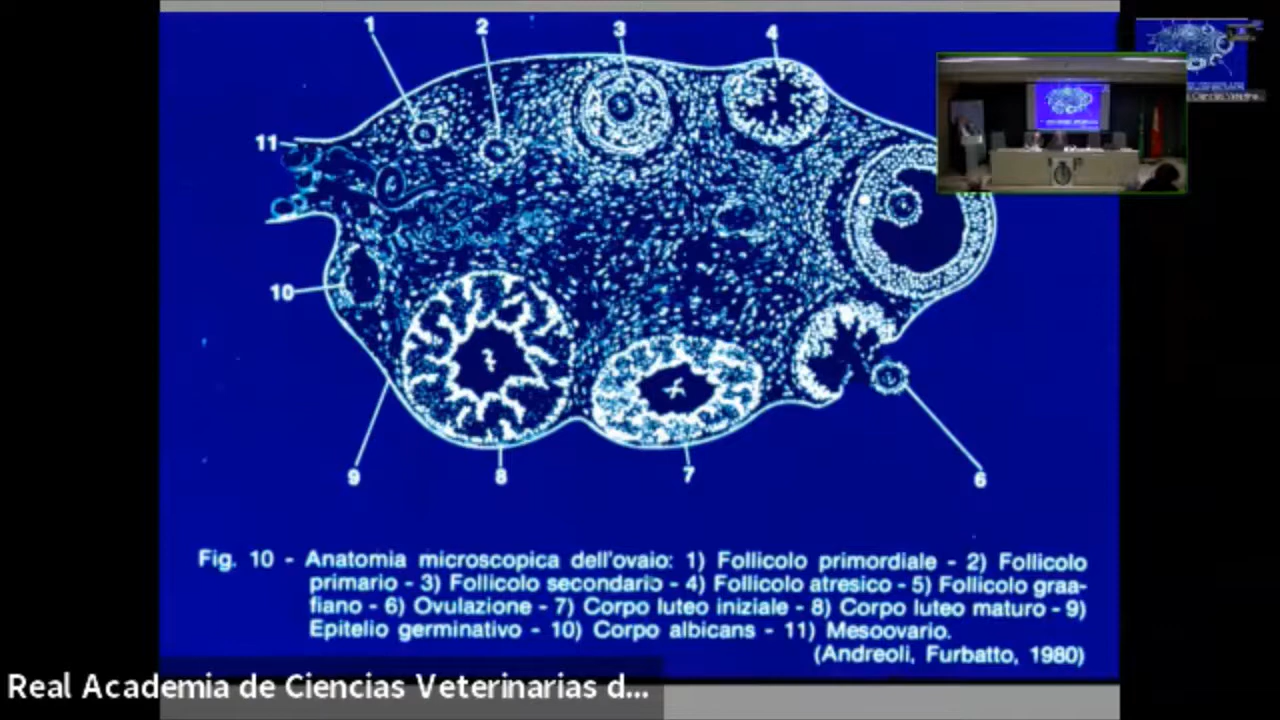 1
2
3
4
11
10
9
8
7
6
Fig. 10 - Anatomia microscopica dell'ovaio: 1) Follicolo primordiale - 2) Follicolo
primario - 3) Follicolo secondario - 4) Follicolo atresico - 5) Follicolo graa-
fiano - 6) Ovulazione - 7) Corpo luteo iniziale - 8) Corpo luteo maturo - 9)
Epitelio germinativo - 10) Corpo albicans - 11) Mesoovario.
(Andreoli, Furbatto, 1980)
Real Academia de Ciencias Veterinarias d...